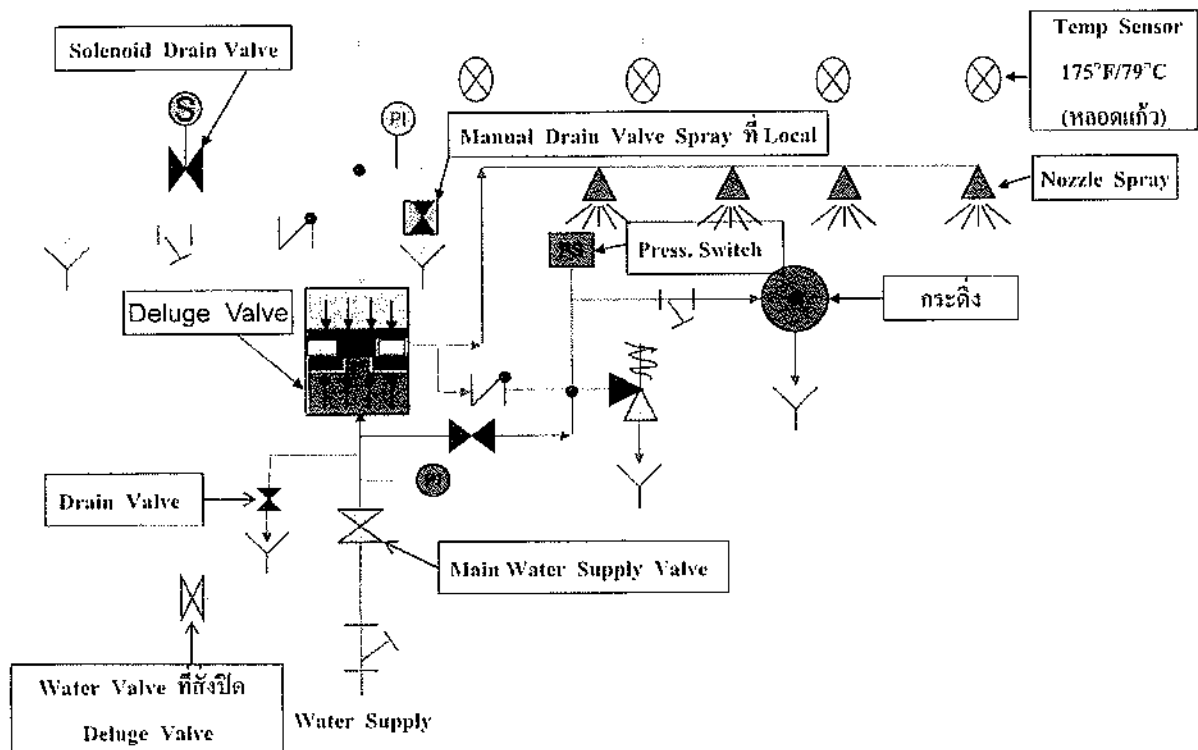 Solenoid Drain Valve
Temp Sensor
175°F/79°C
(หลอดแก้ว)
S
PI
Manual Drain Valve Spray ที่ Local
Nozzle Spray
PS
Press. Switch
กระดิ่ง
Deluge Valve
Drain Valve
PI
Main Water Supply Valve
Water Valve ที่สั่งปิด
Deluge Valve
Water Supply